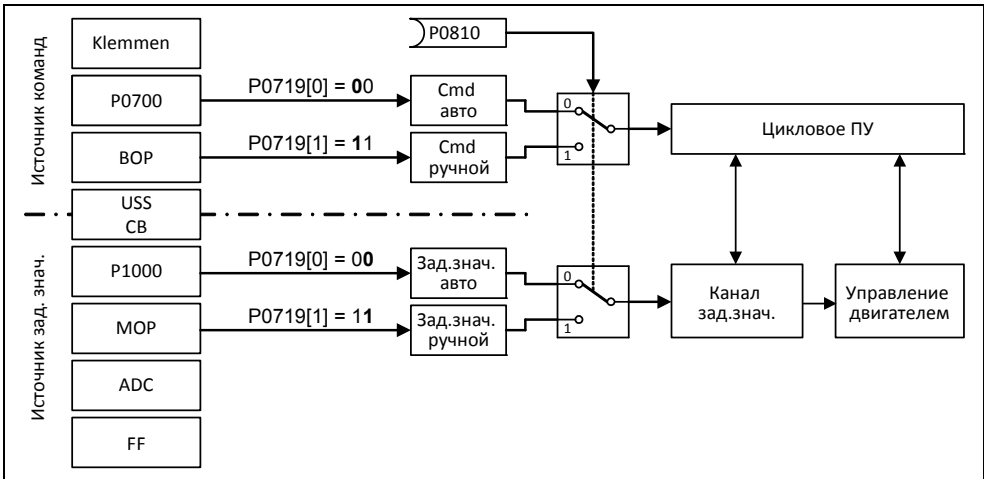 Источник команд
Klemmen
P0810
P0700
P0719[0] = 00
Cmd
авто
0
1
Цикловое ПУ
BOP
P0719[1] = 11
Cmd
ручной
USS
CB
Источник зад. знач.
P1000
P0719[0] = 00
Зад.знач.
авто
0
1
Канал
зад.знач.
Управление
двигателем
MOP
P0719[1] = 11
Зад.знач.
ручной
ADC
FF